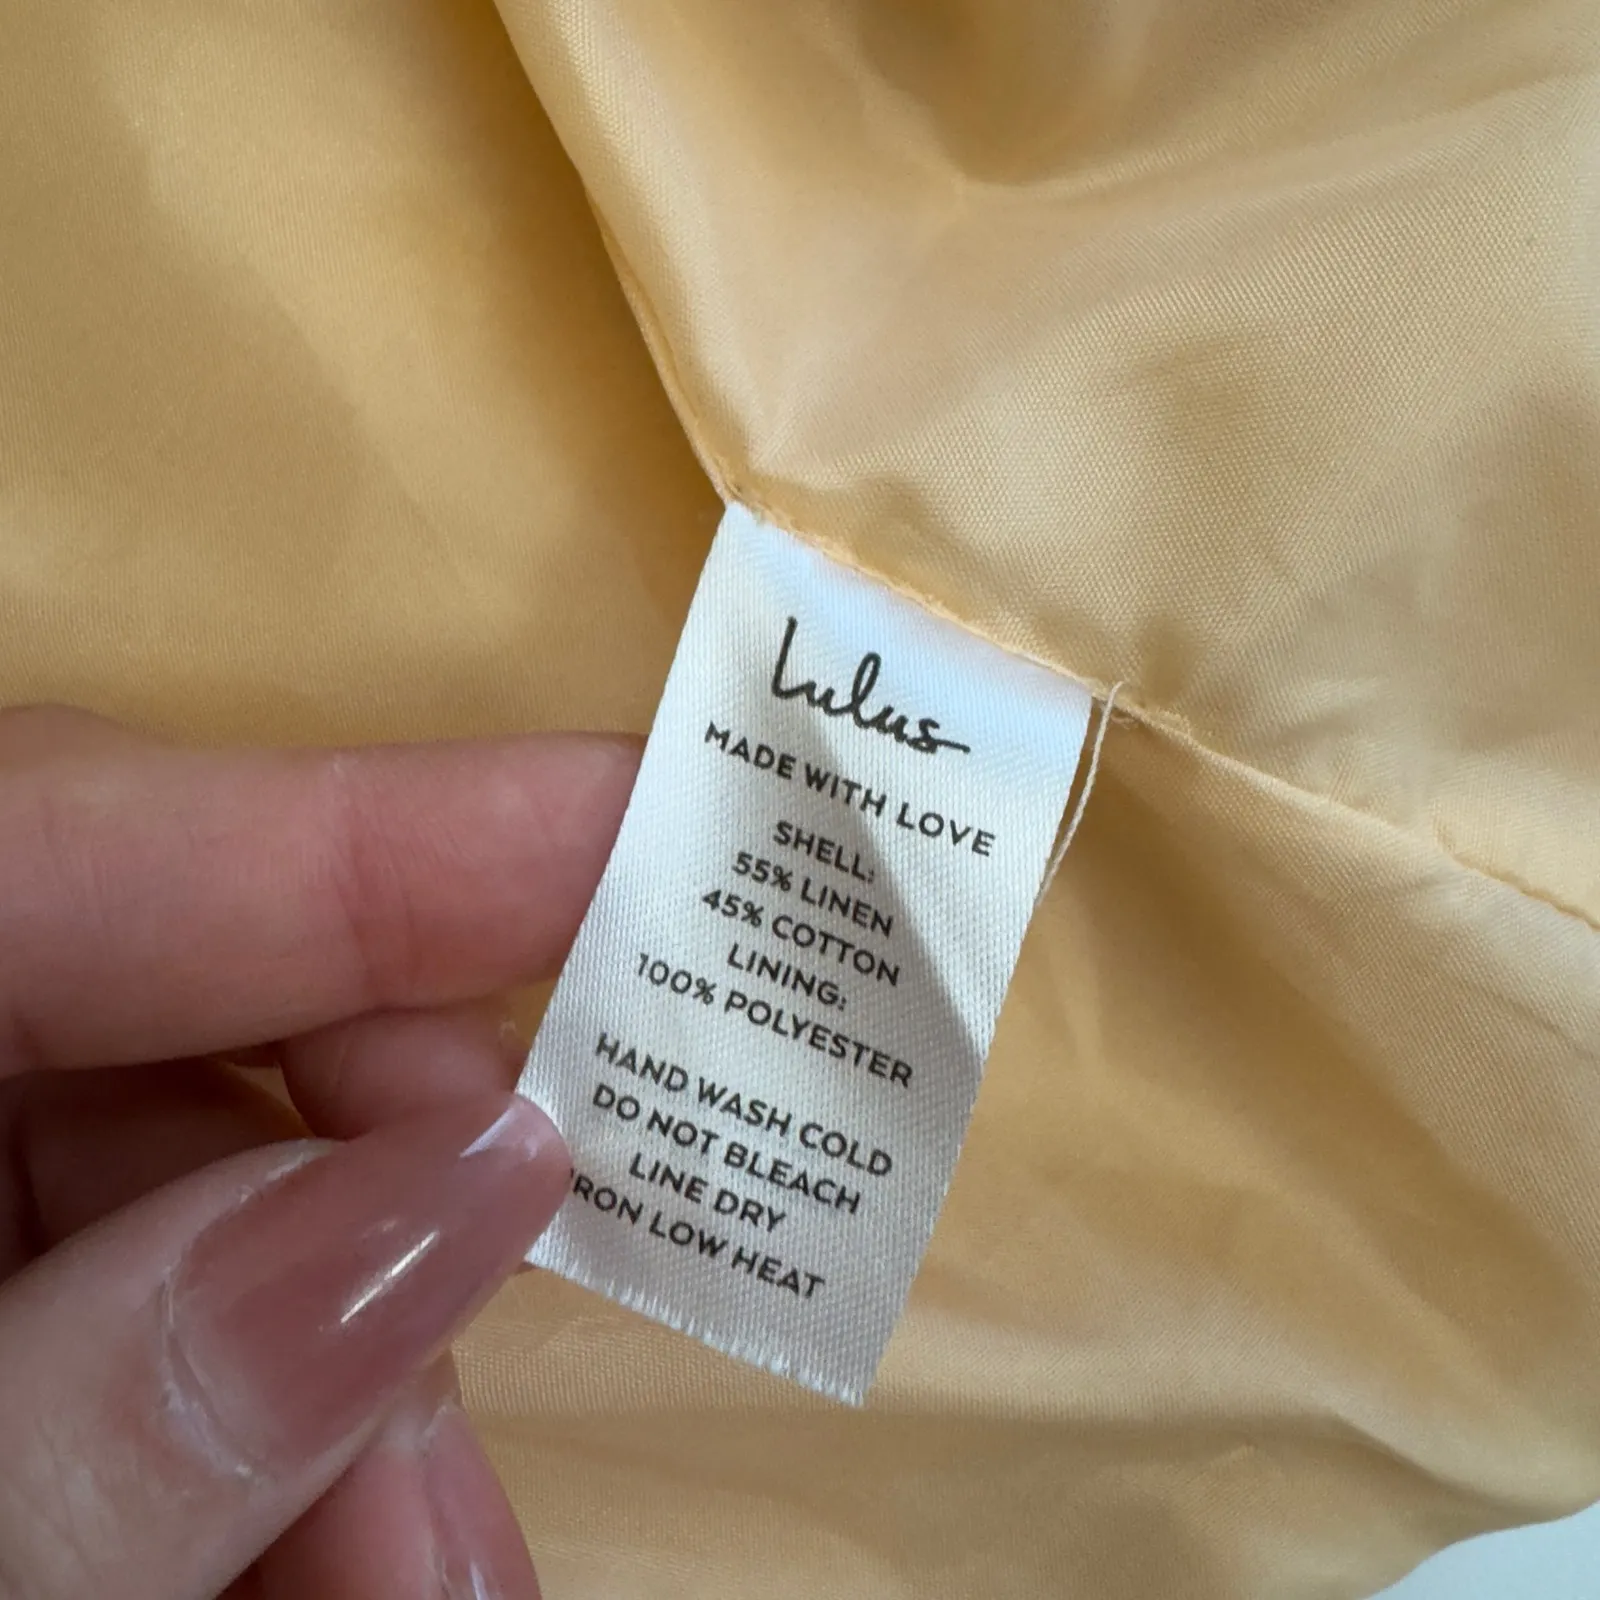 Lulus
MADE WITH LOVE
SHELL:
55% LINEN
45% COTTON
LINING:
100% POLYESTER
HAND WASH COLD
DO NOT BLEACH
LINE DRY
IRON LOW HEAT